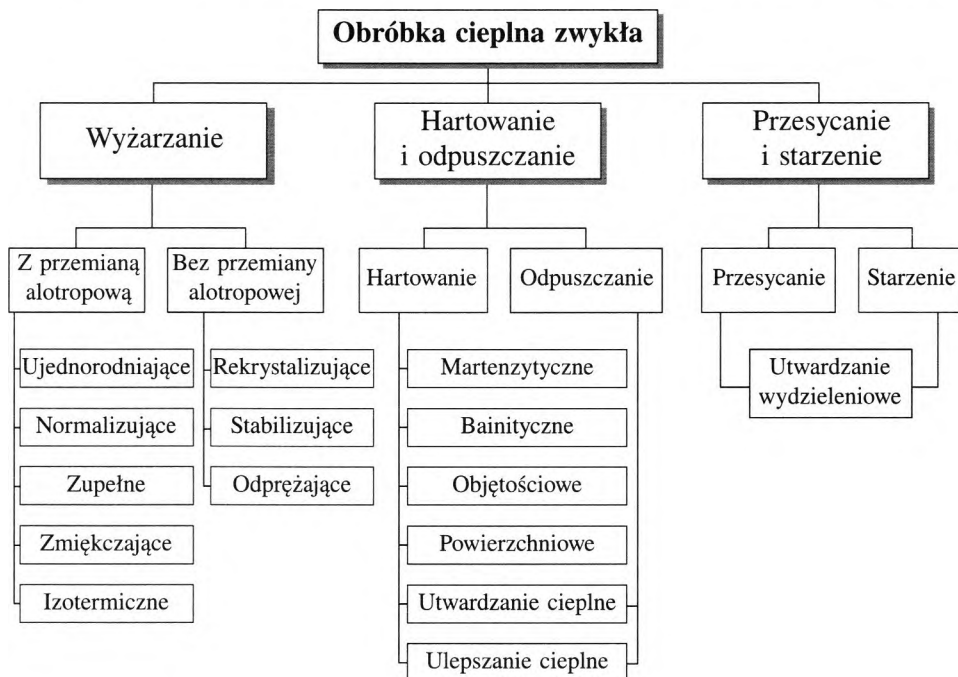 Obróbka cieplna zwykła
Wyżarzanie
Hartowanie
i odpuszczanie
Przesycanie
i starzenie
Z przemianą
alotropową
Bez przemiany
alotropowej
Hartowanie
Odpuszczanie
Przesycanie
Starzenie
Ujednorodniające
Normalizujące
Zupełne
Zmiękczające
Izotermiczne
Rekrystalizujące
Stabilizujące
Odprężające
Martenzytyczne
Bainityczne
Objętościowe
Powierzchniowe
Utwardzanie cieplne
Ulepszanie cieplne
Utwardzanie
wydzieleniowe